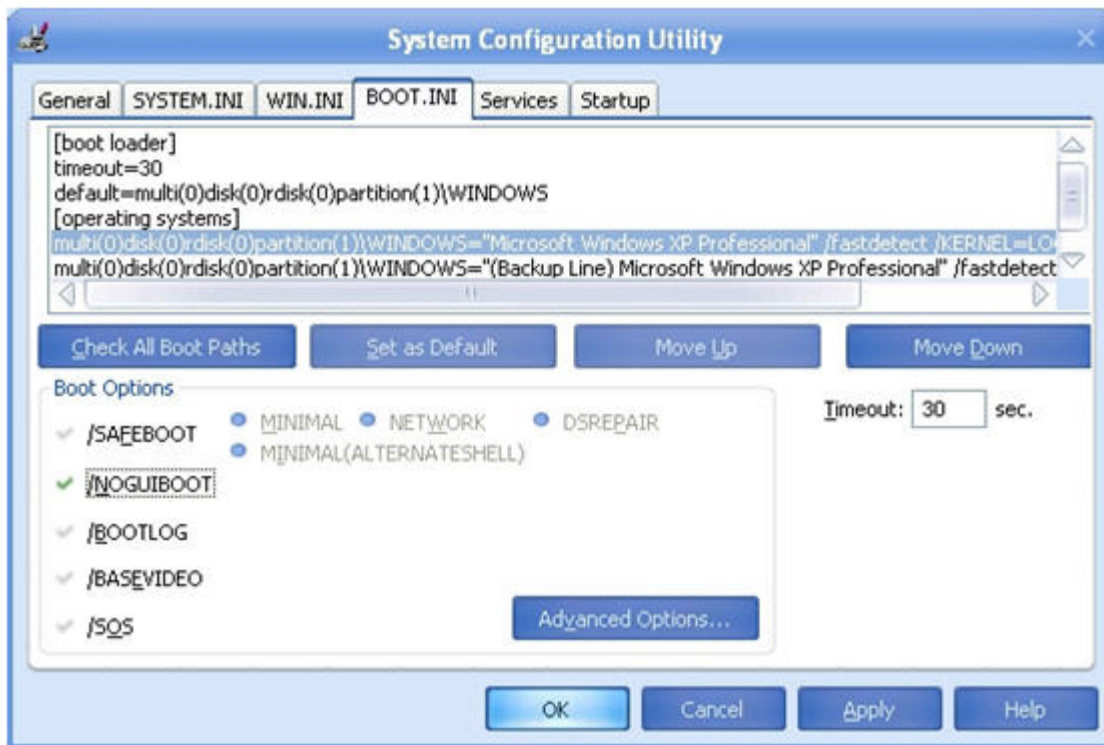 System Configuration Utility
General SYSTEM.INI WIN.INI BOOT.INI Services Startup
[boot loader]
timeout=30
default=multi(0)disk(0)rdisk(0)partition(1)\WINDOWS
[operating systems]
multi(0)disk(0)rdisk(0)partition(1)\WINDOWS="Microsoft Windows XP Professional" /fastdetect /KERNEL=LO
multi(0)disk(0)rdisk(0)partition(1)\WINDOWS="(Backup Line) Microsoft Windows XP Professional" /fastdetect
Check All Boot Paths Set as Default Move Up Move Down
Boot Options
Timeout: 30 sec.
/SAFEBOOT MINIMAL NETWORK DSREPAIR
MINIMAL(ALTERNATESHELL)
/NOGUIBOOT
/BOOTLOG
/BASEVIDEO
/SOS
Advanced Options...
OK Cancel Apply Help